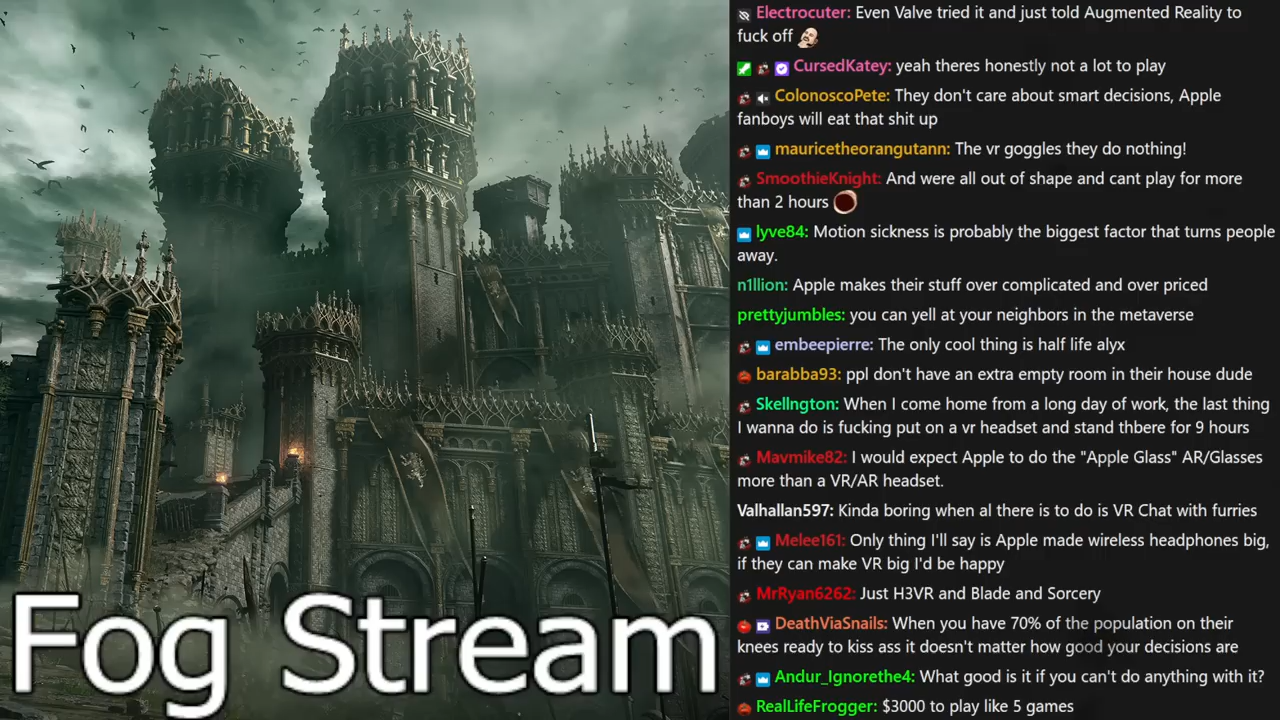 Electrocuter: Even Valve tried it and just told Augmented Reality to
fuck off
CursedKatey: yeah theres honestly not a lot to play
ColonoscoPete: They don't care about smart decisions, Apple
fanboys will eat that shit up
mauricetheorangutann: The vr goggles they do nothing!
SmoothieKnight: And were all out of shape and cant play for more
than 2 hours
lyve84: Motion sickness is probably the biggest factor that turns people
away.
n1llion: Apple makes their stuff over complicated and over priced
prettyjumbles: you can yell at your neighbors in the metaverse
embeepierre: The only cool thing is half life alyx
barabba93: ppl don't have an extra empty room in their house dude
Skellngton: When I come home from a long day of work, the last thing
I wanna do is fucking put on a vr headset and stand thbere for 9 hours
Mavmike82: I would expect Apple to do the "Apple Glass" AR/Glasses
more than a VR/AR headset.
Valhallan597: Kinda boring when al there is to do is VR Chat with furries
Melee161: Only thing I'll say is Apple made wireless headphones big,
if they can make VR big I'd be happy
MrRyan6262: Just H3VR and Blade and Sorcery
DeathViaSnails: When you have 70% of the population on their
knees ready to kiss ass it doesn't matter how good your decisions are
Andur_Ignorethe4: What good is it if you can't do anything with it?
RealLifeFrogger: $3000 to play like 5 games
Fog Stream